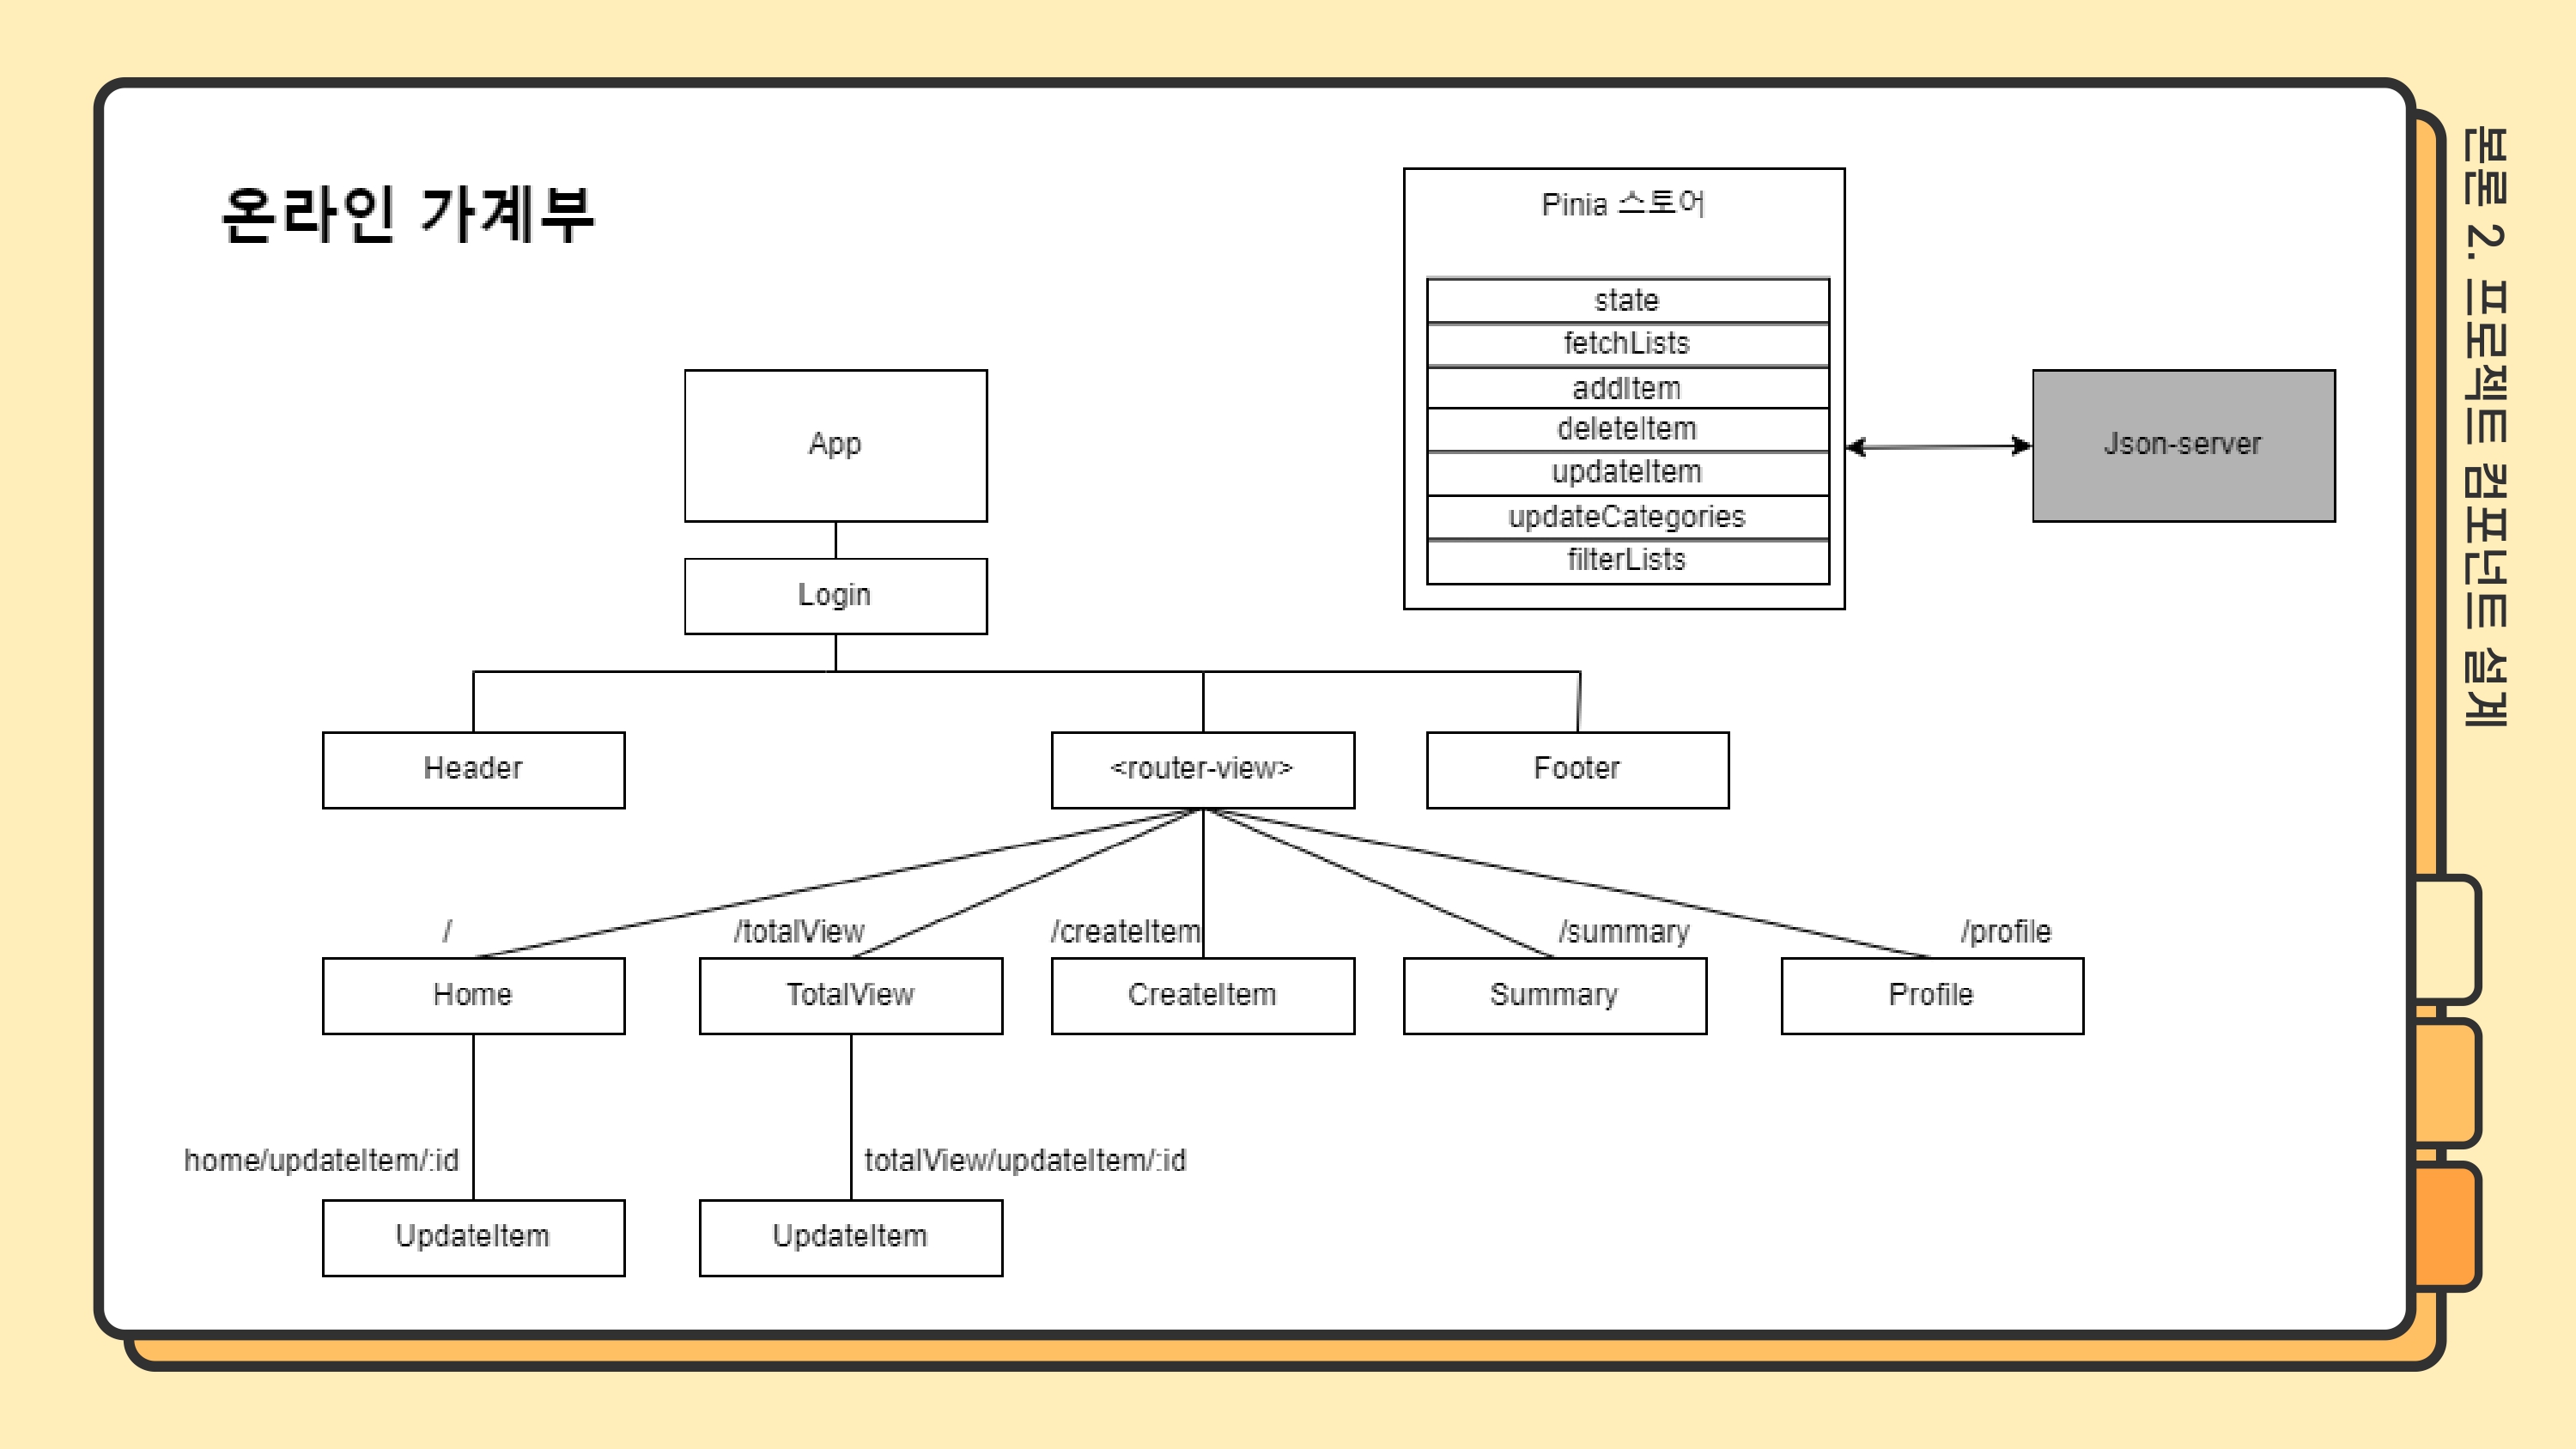 온라인 가계부
본론 2. 프로젝트 컴포넌트 설계
Pinia 스토어
state
fetchLists
addItem
deleteItem
updateItem
updateCategories
filterLists
Json-server
App
Login
Header
<router-view>
Footer
/
/totalView
/createItem
/summary
/profile
Home
TotalView
CreateItem
Summary
Profile
home/updateItem/:id
totalView/updateItem/:id
UpdateItem
UpdateItem